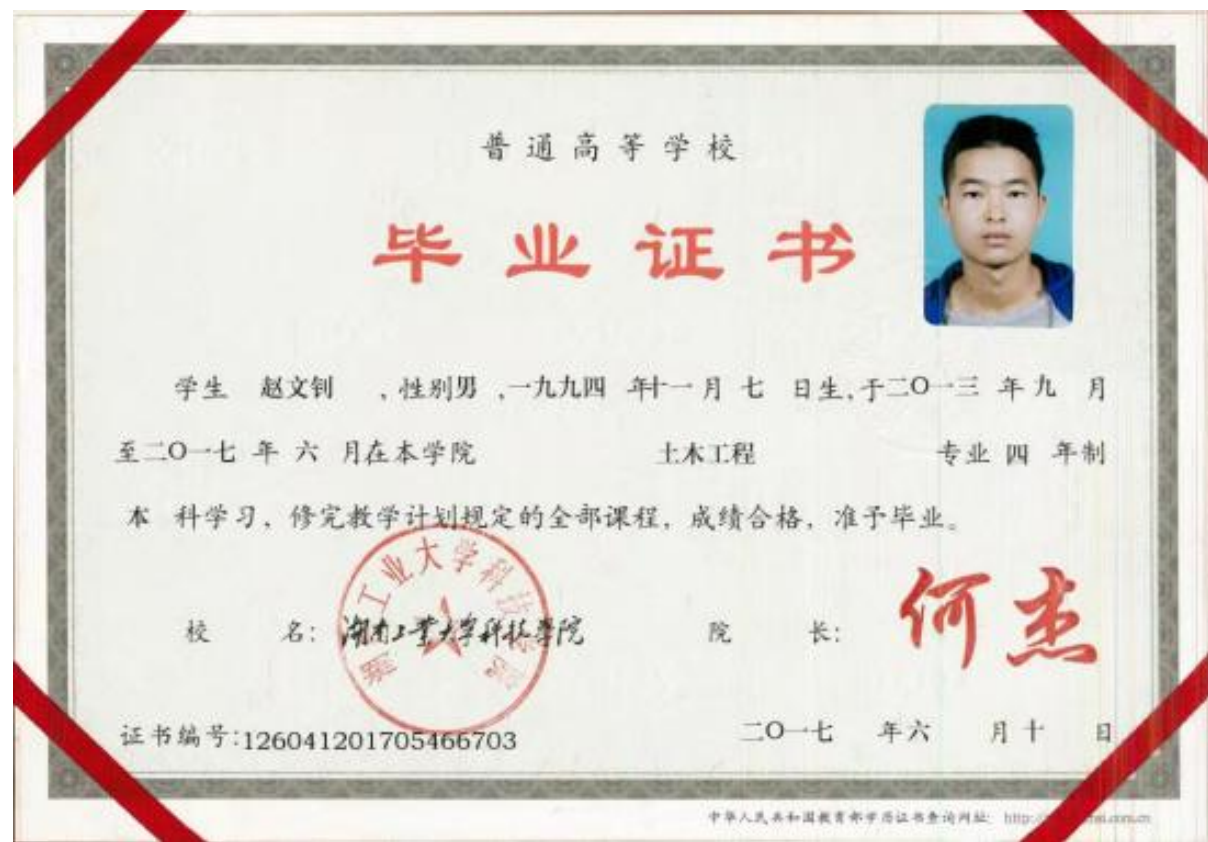 普通高等学校
毕业证书
学生 赵文钊 ,性别男 ,一九九四 年十一月 七 日生,于二O一三 年九 月
至二O一七 年 六 月在本学院 土木工程 专业 四 年制
本 科学习，修完教学计划规定的全部课程，成绩合格，准予毕业。
工业大学科技
校 名: 湖南工业大学科技学院 院 长: 何杰
证书编号:126041201705466703 二O一七 年六 月十 日
中华人民共和国教育部学历证书查询网址: http://